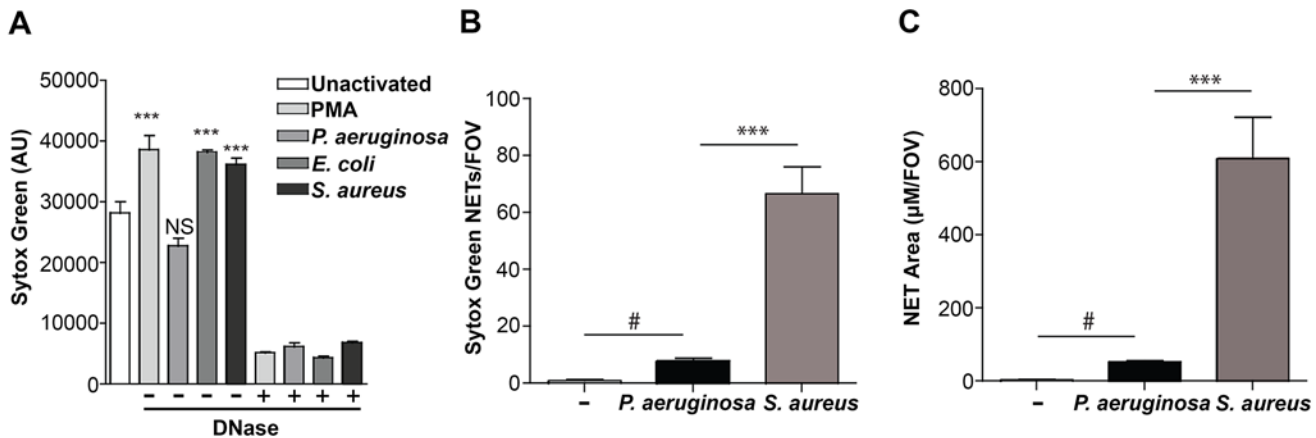 A
50000
40000
30000
20000
10000
0
Sytox Green (AU)
***
NS
***
***
Unactivated
PMA
P. aeruginosa
E. coli
S. aureus
- - - - + + + +
DNase
B
100
80
60
40
20
0
Sytox Green NETs/FOV
#
***
- P. aeruginosa S. aureus
C
800
600
400
200
0
NET Area (µM/FOV)
#
***
- P. aeruginosa S. aureus